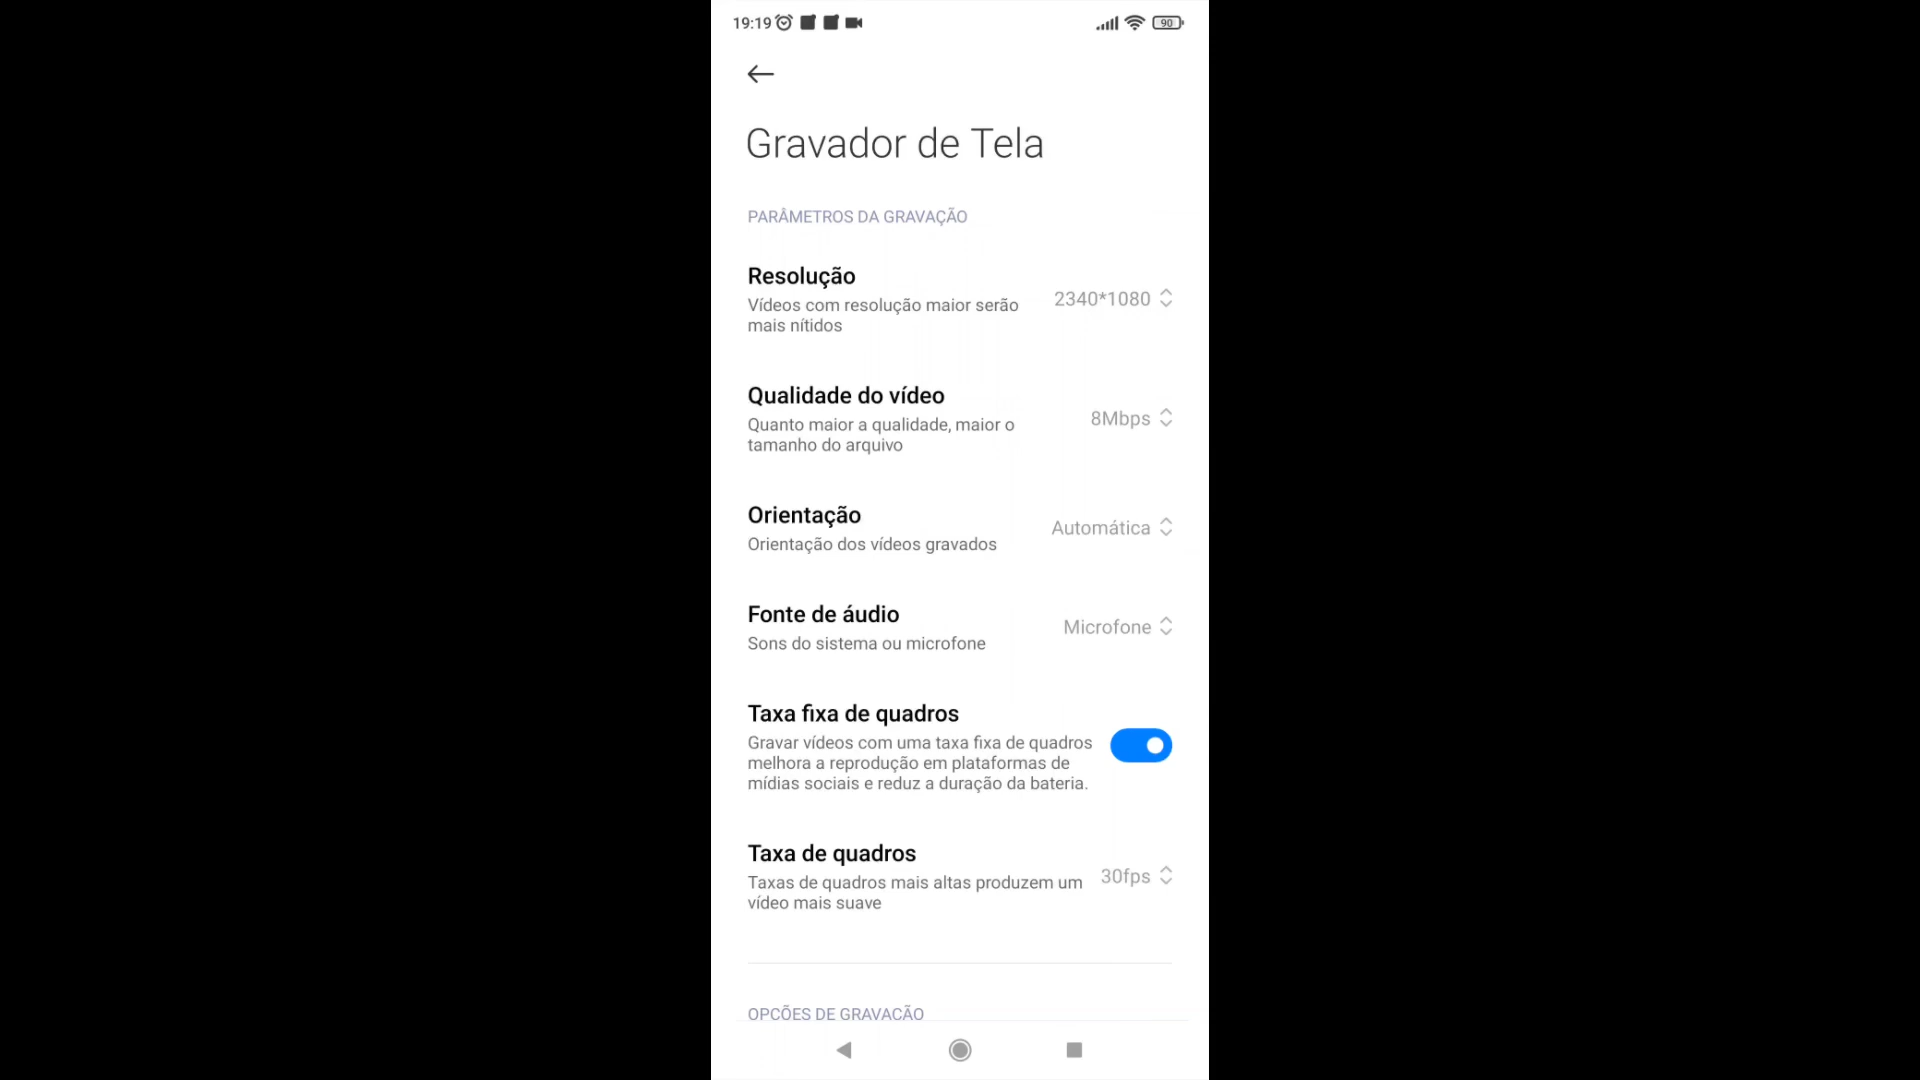 19:19
90
Gravador de Tela
PARÂMETROS DA GRAVAÇÃO
Resolução
Vídeos com resolução maior serão
mais nítidos
2340*1080
Qualidade do vídeo
Quanto maior a qualidade, maior o
tamanho do arquivo
8Mbps
Orientação
Orientação dos vídeos gravados
Automática
Fonte de áudio
Sons do sistema ou microfone
Microfone
Taxa fixa de quadros
Gravar vídeos com uma taxa fixa de quadros
melhora a reprodução em plataformas de
mídias sociais e reduz a duração da bateria.
Taxa de quadros
Taxas de quadros mais altas produzem um
vídeo mais suave
30fps
OPÇÕES DE GRAVAÇÃO